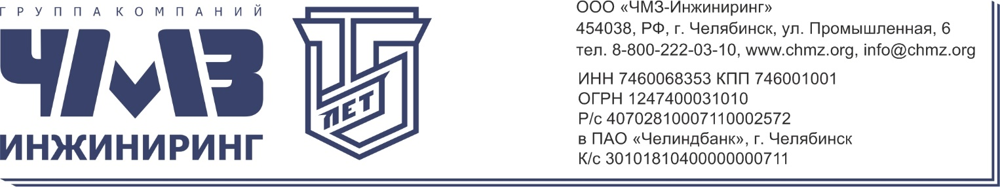 ГРУППА КОМПАНИЙ
ЧМЗ
ИНЖИНИРИНГ
15
ЛЕТ
ООО «ЧМЗ-Инжиниринг»
454038, РФ, г. Челябинск, ул. Промышленная, 6
тел. 8-800-222-03-10, www.chmz.org, info@chmz.org
ИНН 7460068353 КПП 746001001
ОГРН 1247400031010
Р/с 40702810007110002572
в ПАО «Челиндбанк», г. Челябинск
К/с 30101810400000000711